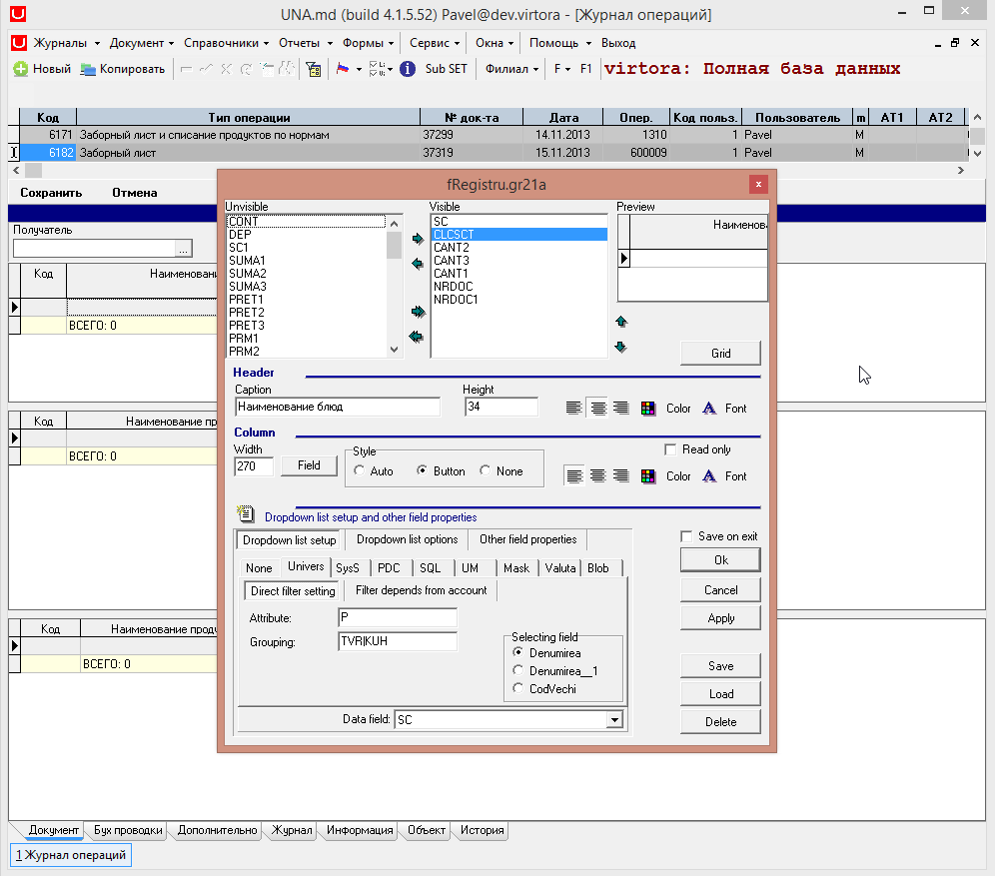 UNA.md (build 4.1.5.52) Pavel@dev.virtora - [Журнал операций]
Журналы Документ Справочники Отчеты Формы Сервис Окна Помощь Выход
Новый Копировать Sub SET Филиал F F1 virtora: Полная база данных
Код Тип операции № док-та Дата Опер. Код польз. Пользователь m AT1 AT2
6171 Заборный лист и списание продуктов по нормам 37299 14.11.2013 1310 1 Pavel M
6182 Заборный лист 37319 15.11.2013 600009 1 Pavel M
Сохранить Отмена
Получатель
...
Код Наименовани
ВСЕГО: 0
Код Наименование пр
ВСЕГО: 0
Код Наименование проду
ВСЕГО: 0
fRegistru.gr21a
x
Unvisible Visible Preview
CONT
DEP
SC1
SUMA1
SUMA2
SUMA3
PRET1
PRET2
PRET3
PRM1
PRM2
SC
CLCSCT
CANT2
CANT3
CANT1
NRDOC
NRDOC1
Наименова
Grid
Header
Caption Height
Наименование блюд 34 Color A Font
Column
Width Style Read only
270 Field Auto Button None Color A Font
Dropdown list setup and other field properties
Dropdown list setup Dropdown list options Other field properties
None Univers SysS PDC SQL UM Mask Valuta Blob
Direct filter setting Filter depends from account
Attribute: P
Grouping: TVR|KUH
Selecting field
Denumirea
Denumirea__1
CodVechi
Data field: SC
Save on exit
Ok
Cancel
Apply
Save
Load
Delete
Документ Бух проводки Дополнительно Журнал Информация Объект История
1 Журнал операций